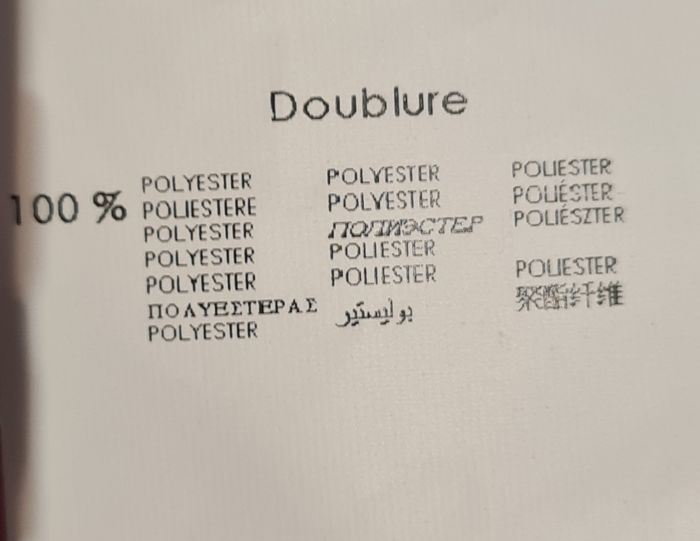 Doublure
100 %
POLYESTER
POLIESTERE
POLYESTER
POLYESTER
POLYESTER
ΠΟΛΥΕΣΤΕΡΑΣ
POLYESTER
POLYESTER
POLYESTER
ПОЛИЭСТЕР
POLIESTER
POLIESTER
بوليستير
POLIESTER
POLIÉSTER
POLIÉSZTER
POLIESTER
聚酯纤维